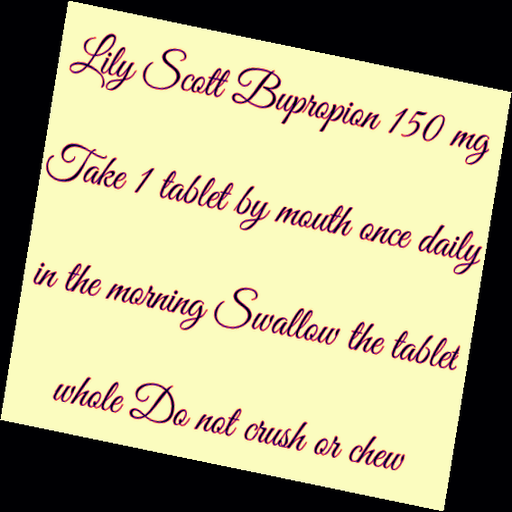 Lily Scott Bupropion 150 mg
Take 1 tablet by mouth once daily
in the morning Swallow the tablet
whole Do not crush or chew